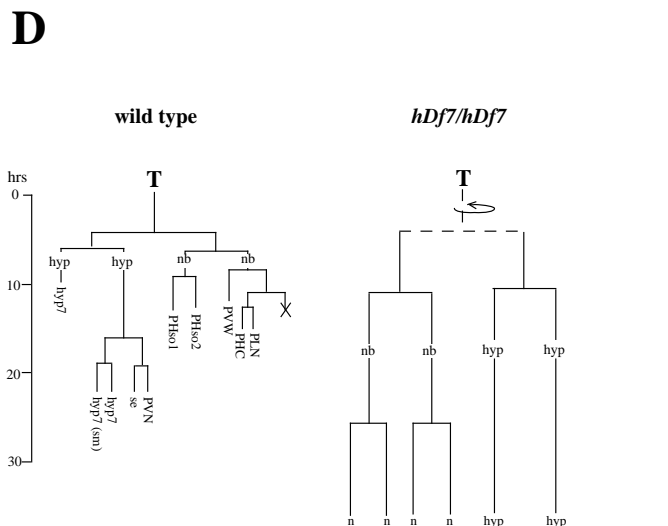 D
wild type
hDf7/hDf7
hrs
T
T
0
hyp
hyp
nb
nb
10
hyp7
PHso1
PHso2
PVW
PHC
PLN
X
nb
nb
hyp
hyp
20
hyp7 (sm)
hyp7
se
PVN
30
n
n
n
n
hyp
hyp